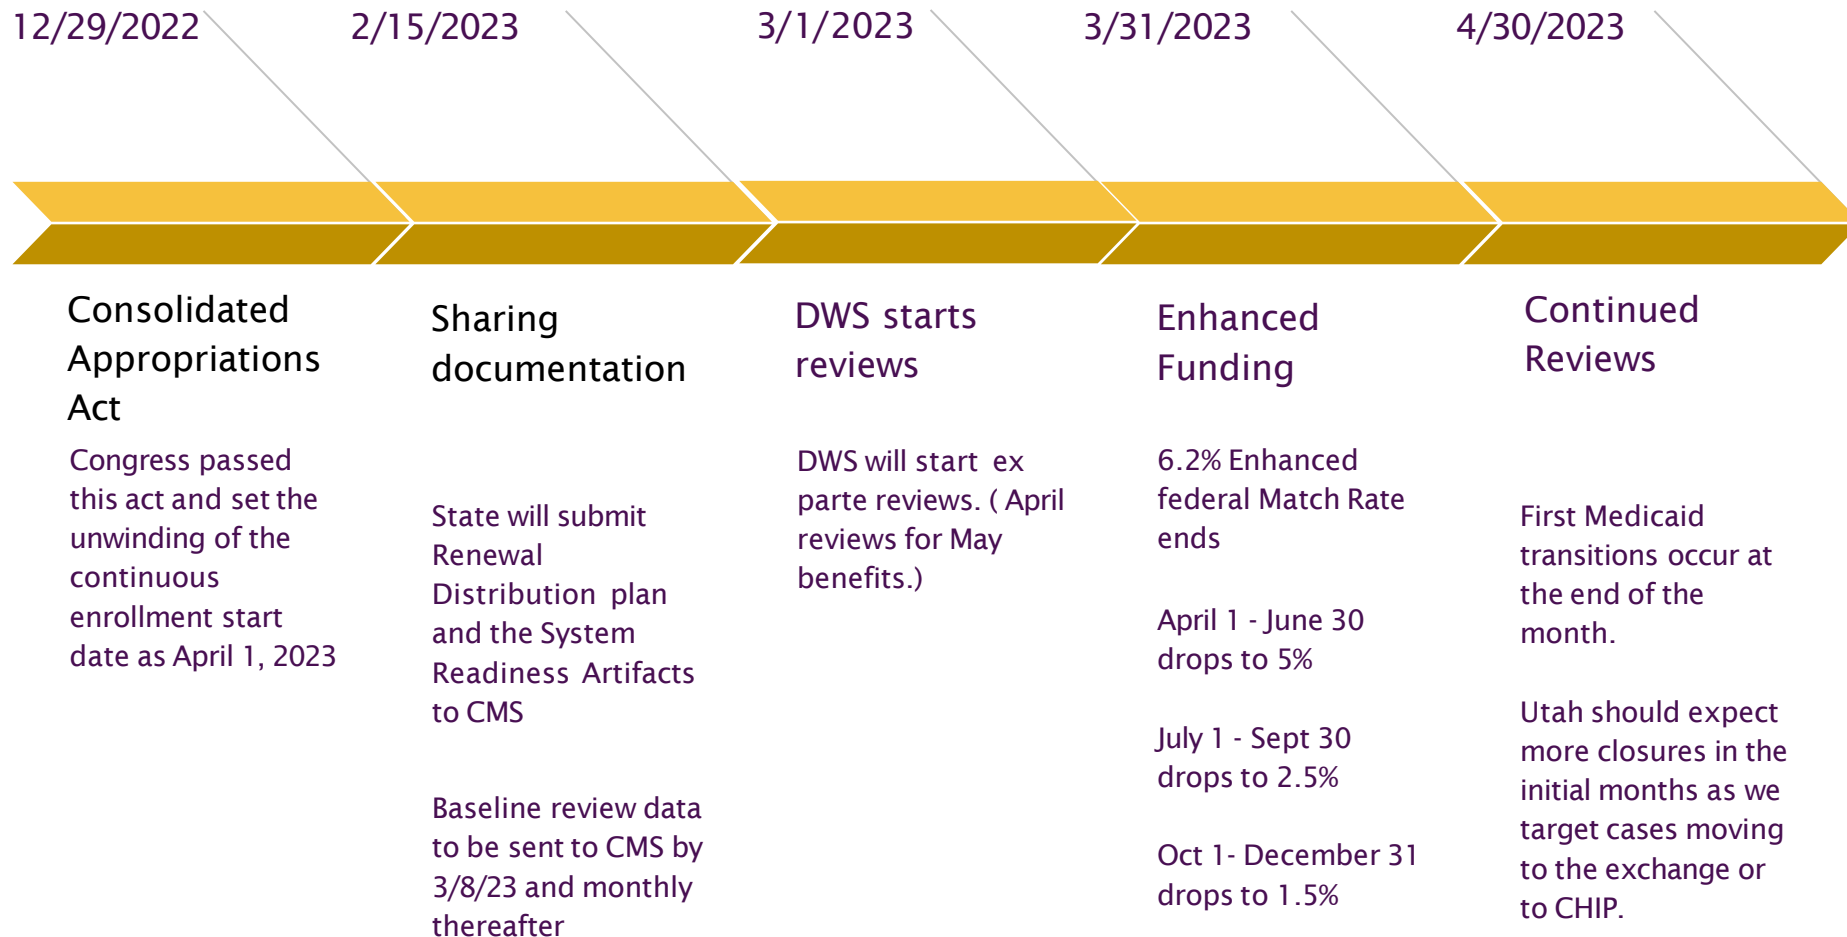 12/29/2022
2/15/2023
3/1/2023
3/31/2023
4/30/2023
Consolidated
Appropriations
Act
Congress passed
this act and set the
unwinding of the
continuous
enrollment start
date as April 1, 2023
Sharing
documentation
State will submit
Renewal
Distribution plan
and the System
Readiness Artifacts
to CMS
Baseline review data
to be sent to CMS by
3/8/23 and monthly
thereafter
DWS starts
reviews
DWS will start ex
parte reviews. ( April
reviews for May
benefits.)
Enhanced
Funding
6.2% Enhanced
federal Match Rate
ends
April 1 - June 30
drops to 5%
July 1 - Sept 30
drops to 2.5%
Oct 1- December 31
drops to 1.5%
Continued
Reviews
First Medicaid
transitions occur at
the end of the
month.
Utah should expect
more closures in the
initial months as we
target cases moving
to the exchange or
to CHIP.